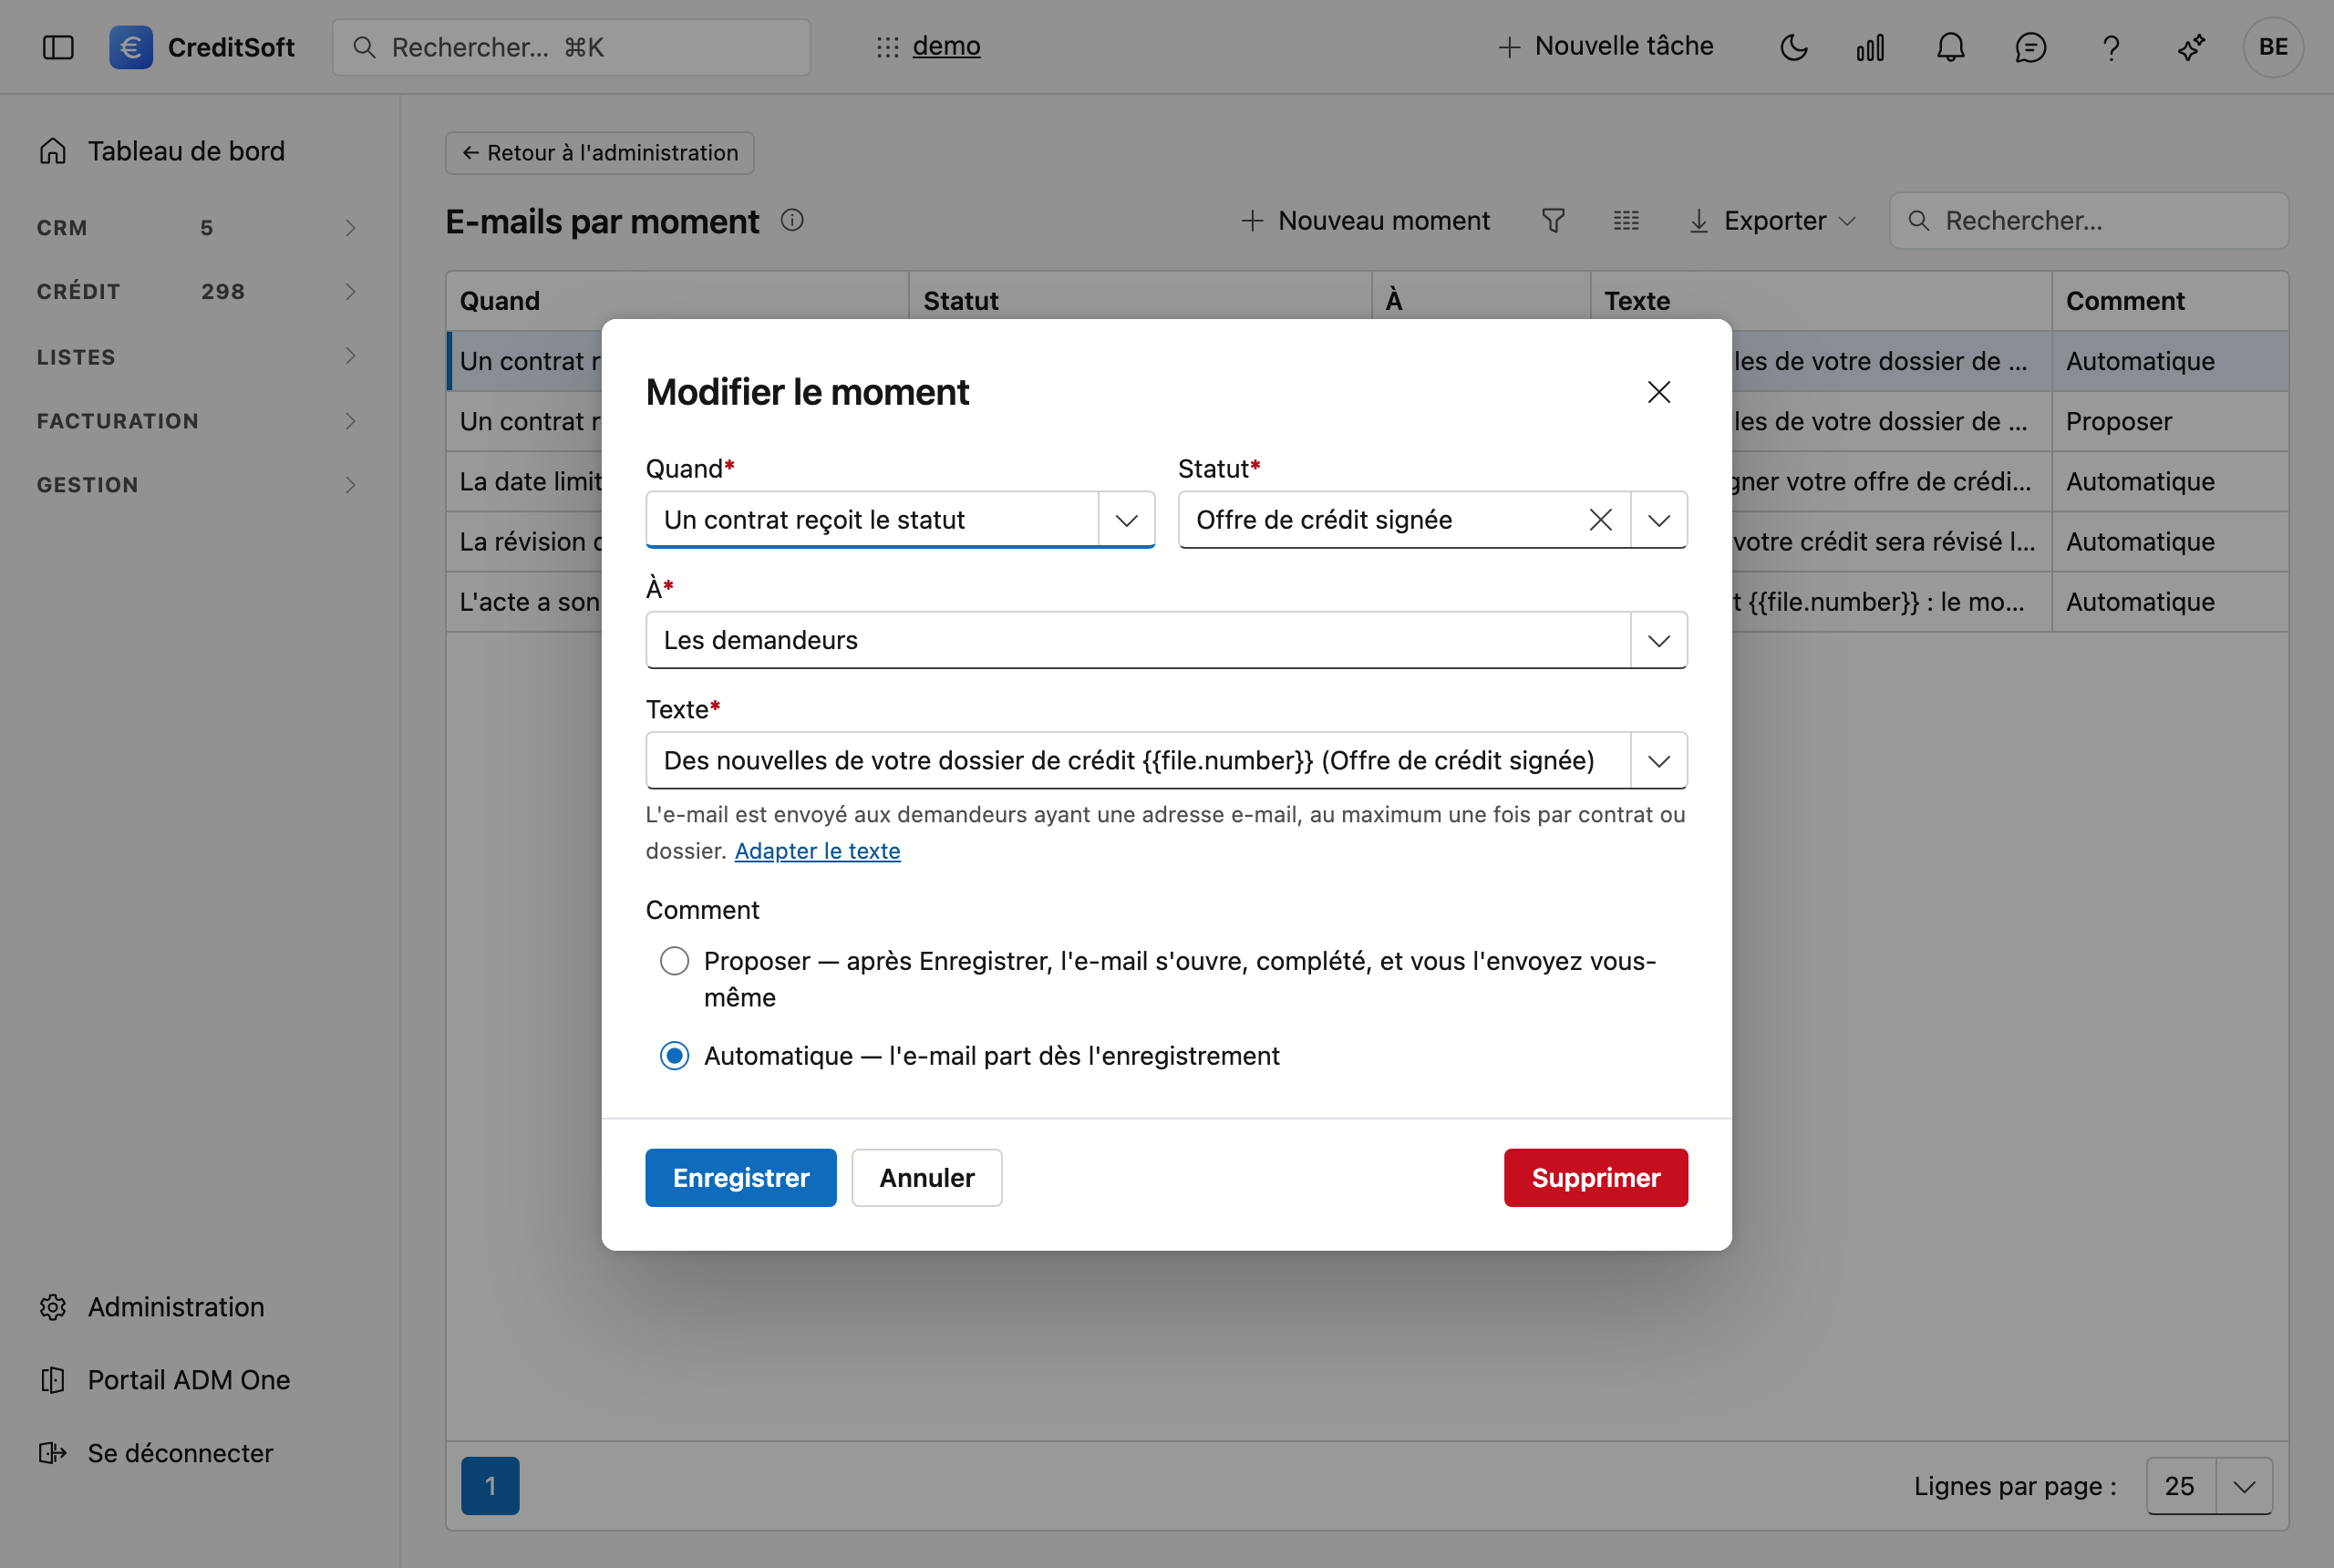 CreditSoft
Rechercher... ⌘K
demo
Nouvelle tâche
BE
Tableau de bord
CRM 5
CRÉDIT 298
LISTES
FACTURATION
GESTION
Administration
Portail ADM One
Se déconnecter
← Retour à l'administration
E-mails par moment
Nouveau moment
Exporter
Rechercher...
Quand Statut À Texte Comment
Un contrat r les de votre dossier de ... Automatique
Un contrat r les de votre dossier de ... Proposer
La date limit gner votre offre de crédi... Automatique
La révision votre crédit sera révisé l... Automatique
L'acte a son t {{file.number}} : le mo... Automatique
Modifier le moment
Quand* Statut*
Un contrat reçoit le statut Offre de crédit signée
À*
Les demandeurs
Texte*
Des nouvelles de votre dossier de crédit {{file.number}} (Offre de crédit signée)
L'e-mail est envoyé aux demandeurs ayant une adresse e-mail, au maximum une fois par contrat ou
dossier. Adapter le texte
Comment
Proposer — après Enregistrer, l'e-mail s'ouvre, complété, et vous l'envoyez vous-
même
Automatique — l'e-mail part dès l'enregistrement
Enregistrer Annuler Supprimer
1 Lignes par page : 25